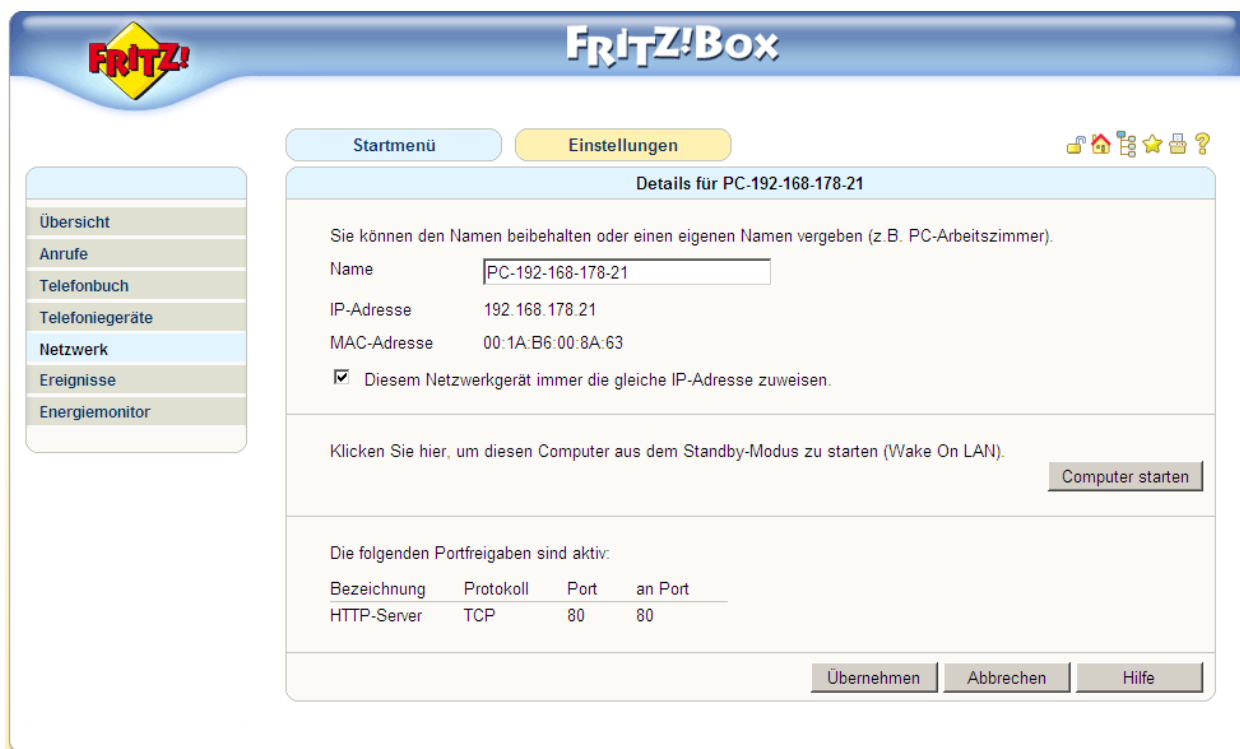 FRITZ!
FRITZ!Box
Startmenü Einstellungen
Übersicht
Anrufe
Telefonbuch
Telefoniegeräte
Netzwerk
Ereignisse
Energiemonitor
Details für PC-192-168-178-21
Sie können den Namen beibehalten oder einen eigenen Namen vergeben (z.B. PC-Arbeitszimmer).
Name PC-192-168-178-21
IP-Adresse 192.168.178.21
MAC-Adresse 00:1A:B6:00:8A:63
Diesem Netzwerkgerät immer die gleiche IP-Adresse zuweisen.
Klicken Sie hier, um diesen Computer aus dem Standby-Modus zu starten (Wake On LAN).
Computer starten
Die folgenden Portfreigaben sind aktiv:
Bezeichnung Protokoll Port an Port
HTTP-Server TCP 80 80
Übernehmen Abbrechen Hilfe